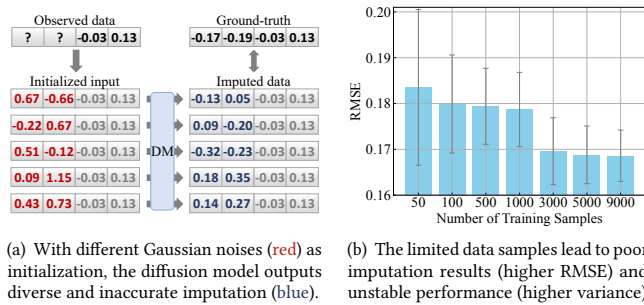 Observed data
Ground-truth
? ? -0.03 0.13
-0.17 -0.19 -0.03 0.13
Initialized input
Imputed data
0.67 -0.66 -0.03 0.13
-0.13 0.05 -0.03 0.13
-0.22 0.67 -0.03 0.13
0.09 -0.20 -0.03 0.13
0.51 -0.12 -0.03 0.13
DM
-0.32 -0.23 -0.03 0.13
0.09 1.15 -0.03 0.13
0.18 0.35 -0.03 0.13
0.43 0.73 -0.03 0.13
0.14 0.27 -0.03 0.13
(a) With different Gaussian noises (red) as
initialization, the diffusion model outputs
diverse and inaccurate imputation (blue).
RMSE
0.20
0.19
0.18
0.17
0.16
50 100 500 1000 3000 5000 9000
Number of Training Samples
(b) The limited data samples lead to poor
imputation results (higher RMSE) and
unstable performance (higher variance)